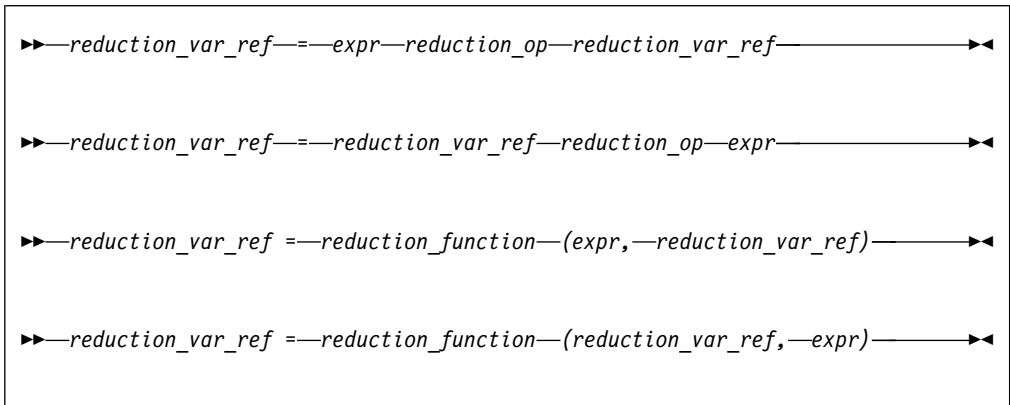 ►►—reduction_var_ref—=—expr—reduction_op—reduction_var_ref—►◄
►►—reduction_var_ref—=—reduction_var_ref—reduction_op—expr—►◄
►►—reduction_var_ref =—reduction_function—(expr,—reduction_var_ref)—►◄
►►—reduction_var_ref =—reduction_function—(reduction_var_ref,—expr)—►◄